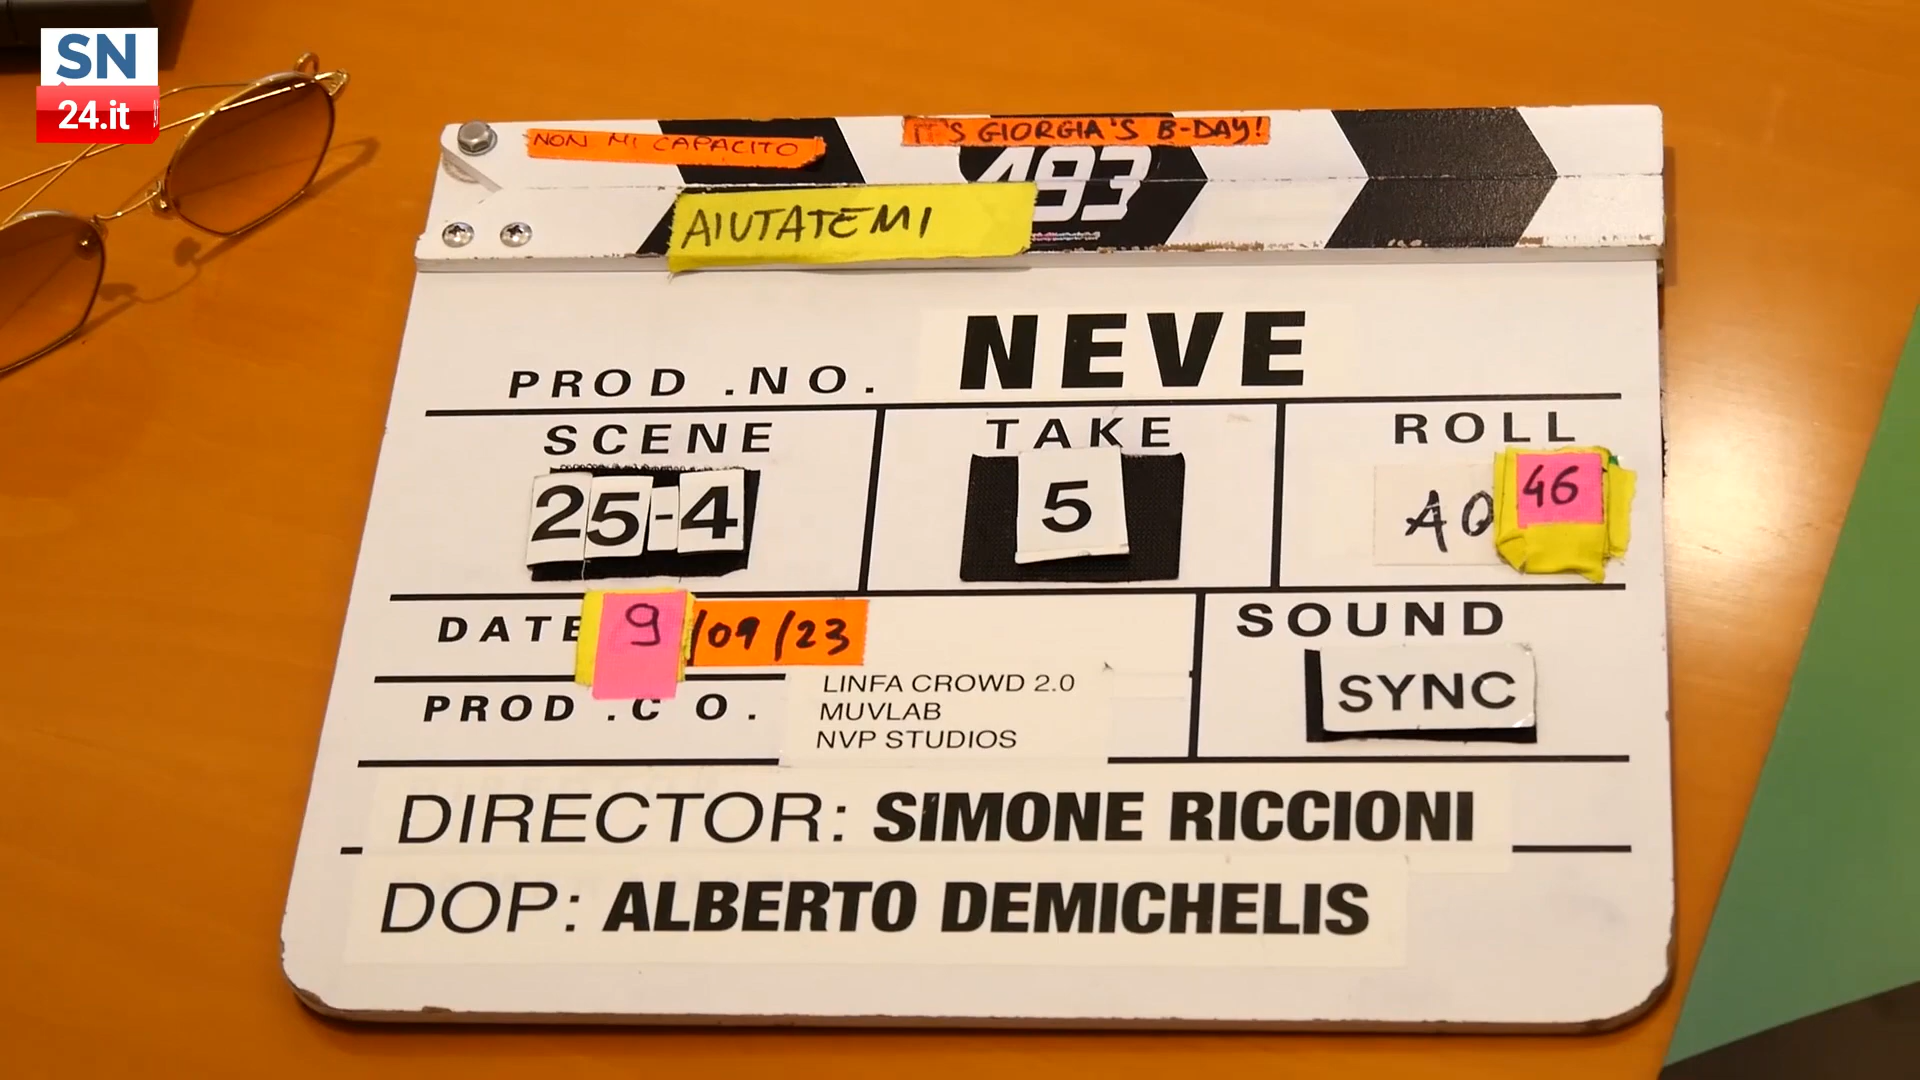 SN
24.it
NON MI CAPACITO
IT'S GIORGIA'S B-DAY!
493
AIUTATEMI
PROD .NO. NEVE
SCENE TAKE ROLL
25-4 5 A0 46
DATE 9/09/23 SOUND
SYNC
PROD .CO. LINFA CROWD 2.0
MUVLAB
NVP STUDIOS
DIRECTOR: SIMONE RICCIONI
DOP: ALBERTO DEMICHELIS